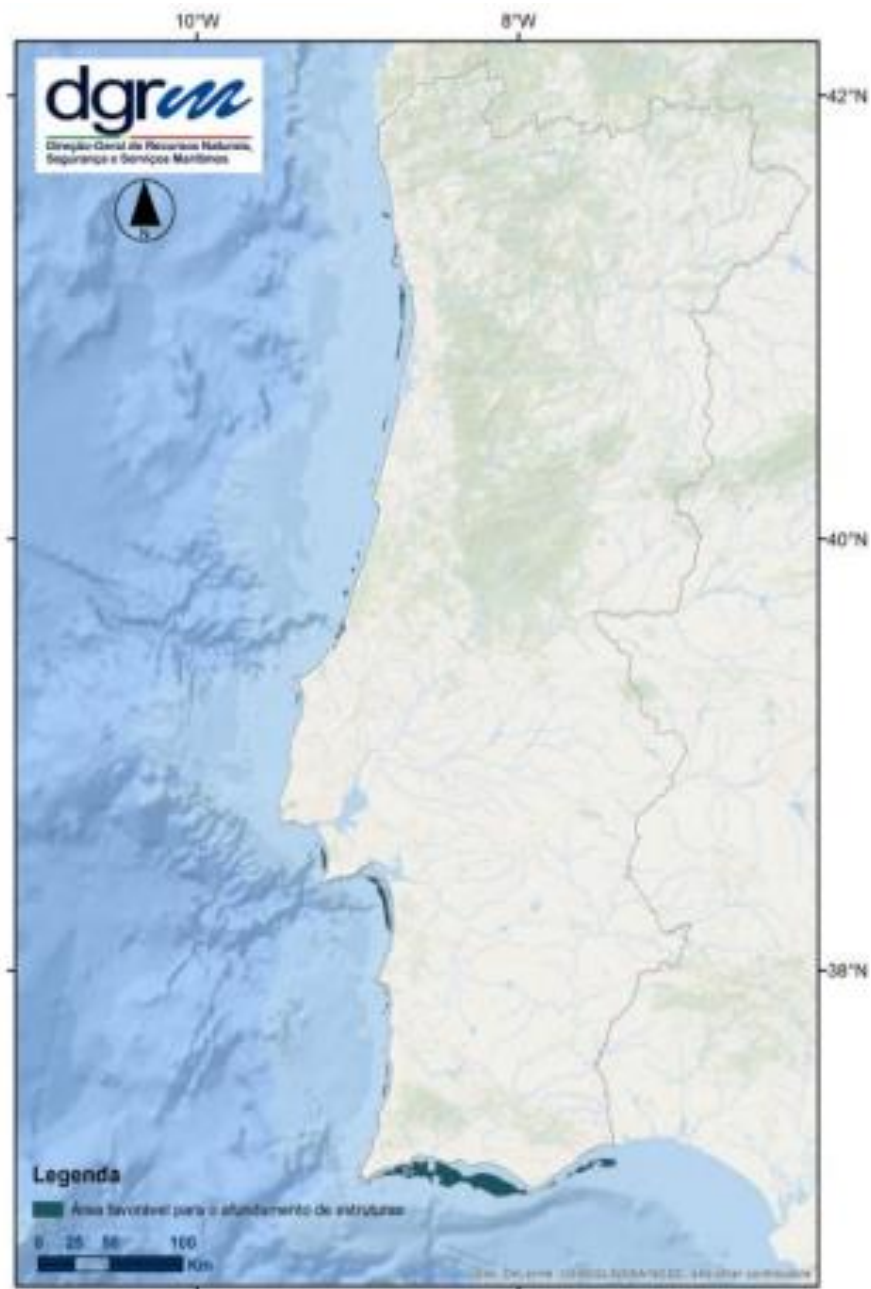 10°W 8°W
dgrm
Direção-Geral de Recursos Naturais,
Segurança e Serviços Marítimos
N
42°N
40°N
38°N
Legenda
Área favorável para o afundamento de estruturas
0 25 50 100
Km